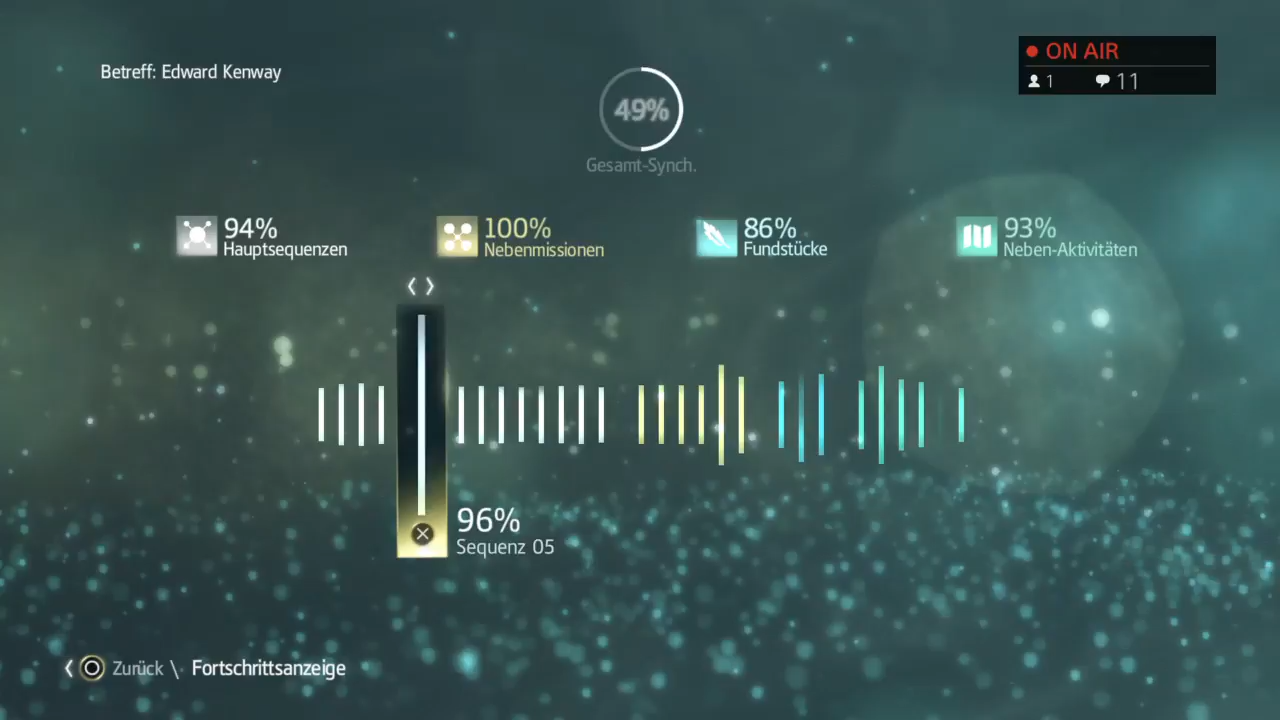 Betreff: Edward Kenway
ON AIR
1 11
49%
Gesamt-Synch.
94%
Hauptsequenzen
100%
Nebenmissionen
86%
Fundstücke
93%
Neben-Aktivitäten
96%
Sequenz 05
Zurück \ Fortschrittsanzeige